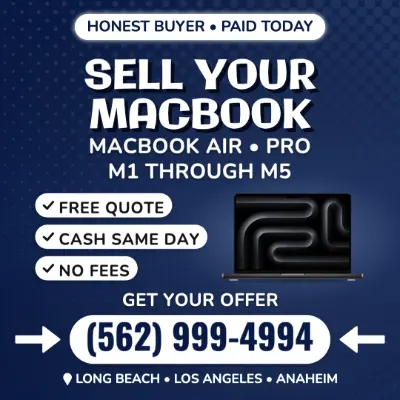 HONEST BUYER • PAID TODAY
SELL YOUR
MACBOOK
MACBOOK AIR • PRO
M1 THROUGH M5
FREE QUOTE
CASH SAME DAY
NO FEES
GET YOUR OFFER
(562) 999-4994
LONG BEACH • LOS ANGELES • ANAHEIM